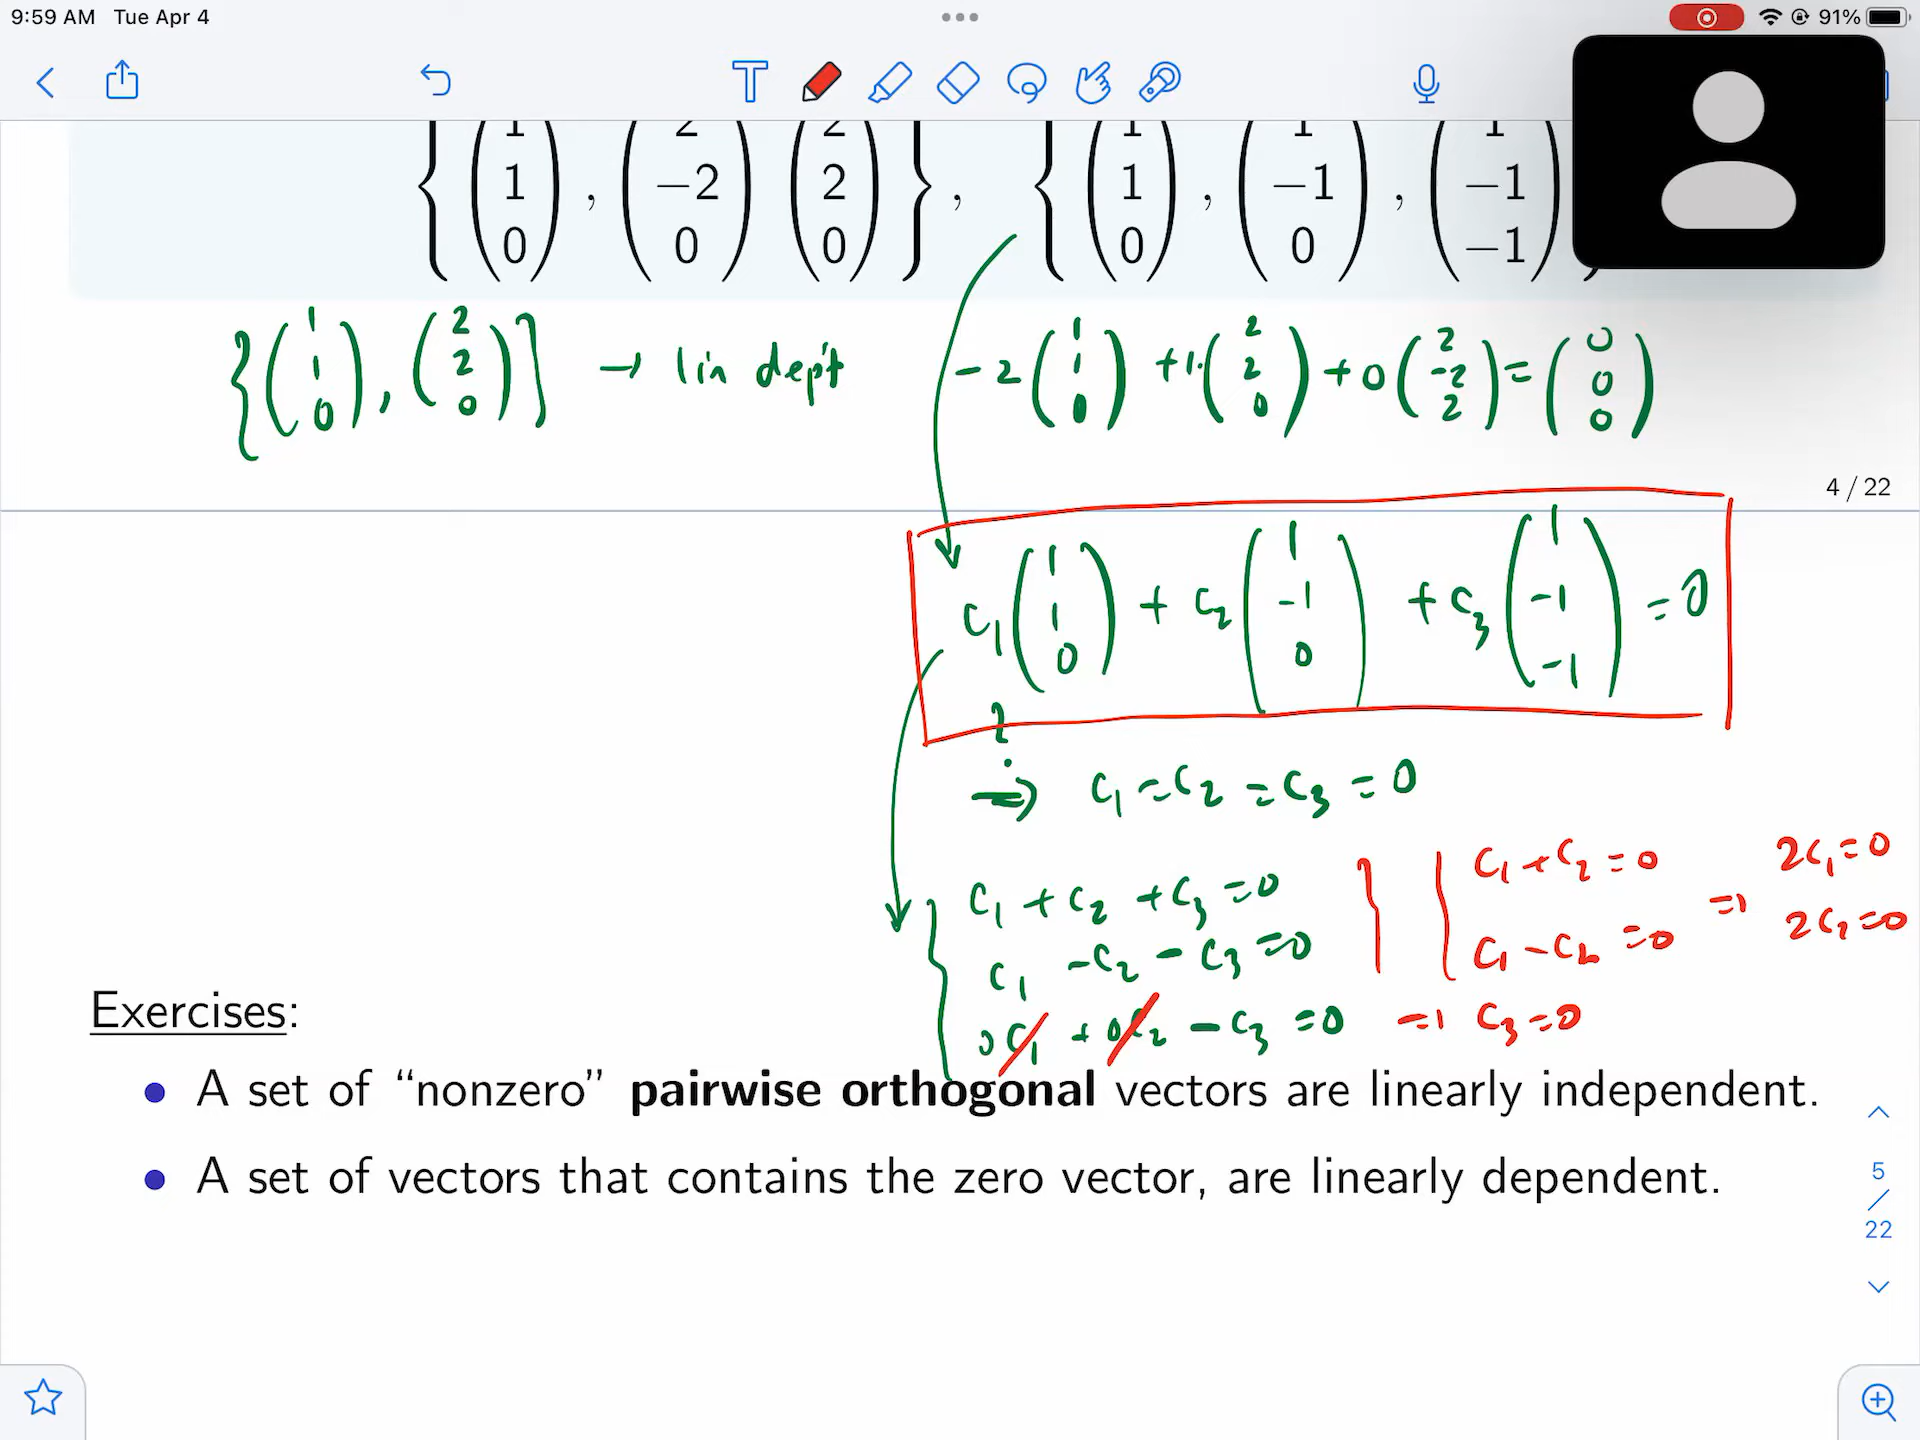 9:59 AM Tue Apr 4
91%
{ ( 1 1 0 ) , ( 2 −2 0 ) ( 2 2 0 ) } , { ( 1 1 0 ) , ( 1 −1 0 ) , ( 1 −1 −1 )
{ ( 1 1 0 ) , ( 2 2 0 ) } → lin dep't
-2 ( 1 1 0 ) + 1· ( 2 2 0 ) + 0 ( 2 -2 2 ) = ( 0 0 0 )
4 / 22
c1 ( 1 1 0 ) + c2 ( 1 -1 0 ) + c3 ( 1 -1 -1 ) = 0
?
⇒ c1 = c2 = c3 = 0
c1 + c2 + c3 = 0
c1 - c2 - c3 = 0
0c1 + 0c2 - c3 = 0 ⇒ c3 = 0
c1 + c2 = 0
c1 - c2 = 0
⇒ 2c1 = 0
2c2 = 0
Exercises:
• A set of “nonzero” pairwise orthogonal vectors are linearly independent.
• A set of vectors that contains the zero vector, are linearly dependent.
5 / 22